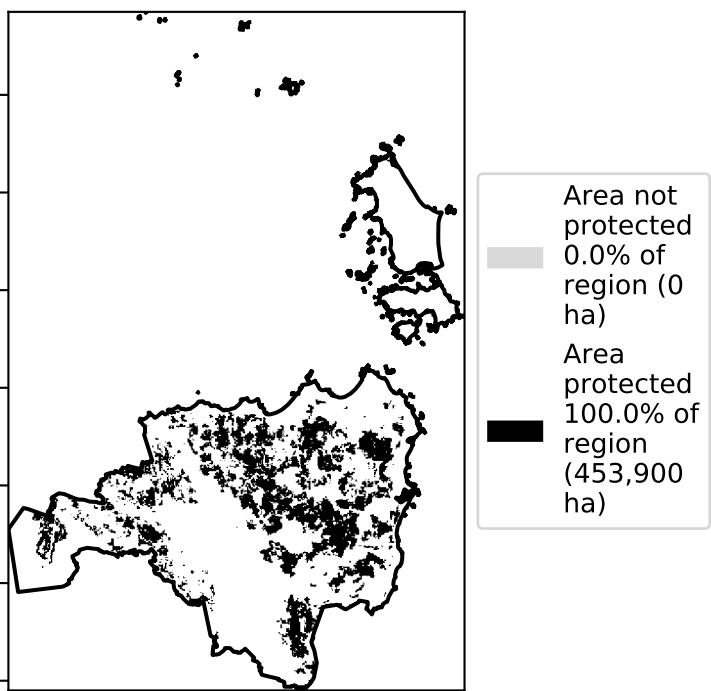 Area not
protected
0.0% of
region (0
ha)
Area
protected
100.0% of
region
(453,900
ha)